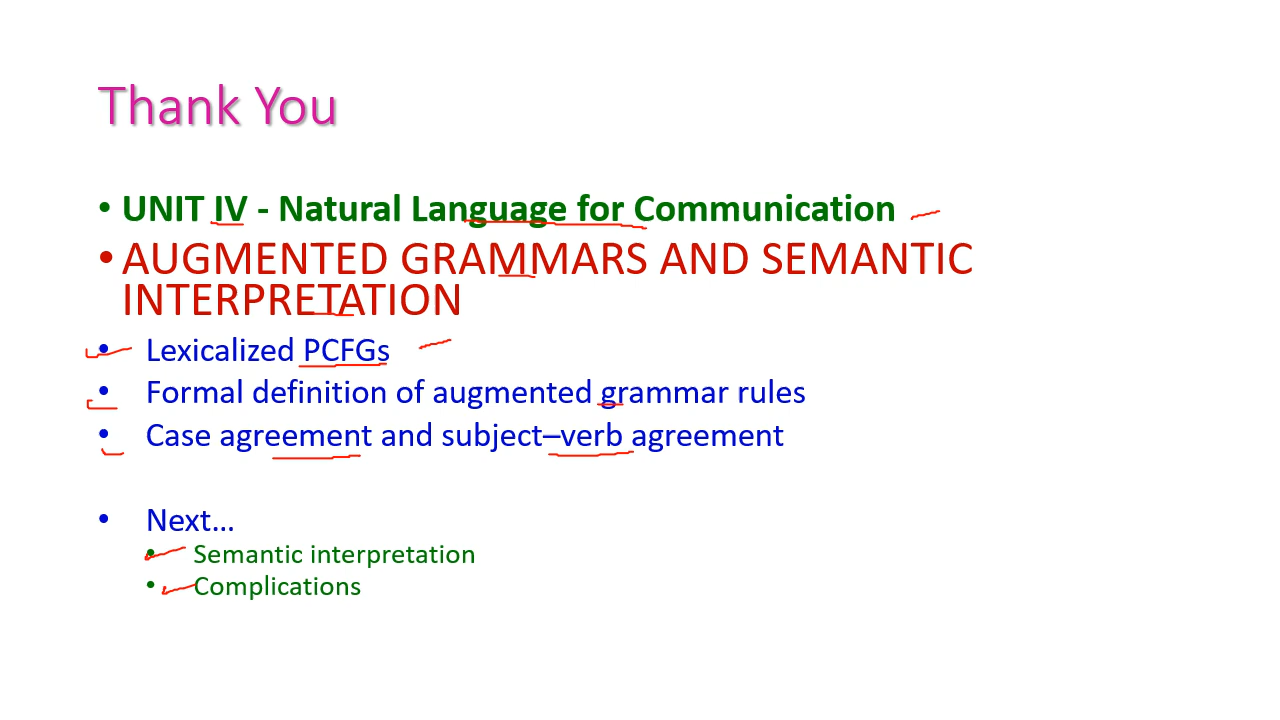 Thank You
• UNIT IV - Natural Language for Communication
• AUGMENTED GRAMMARS AND SEMANTIC
INTERPRETATION
• Lexicalized PCFGs
• Formal definition of augmented grammar rules
• Case agreement and subject–verb agreement
• Next…
• Semantic interpretation
• Complications